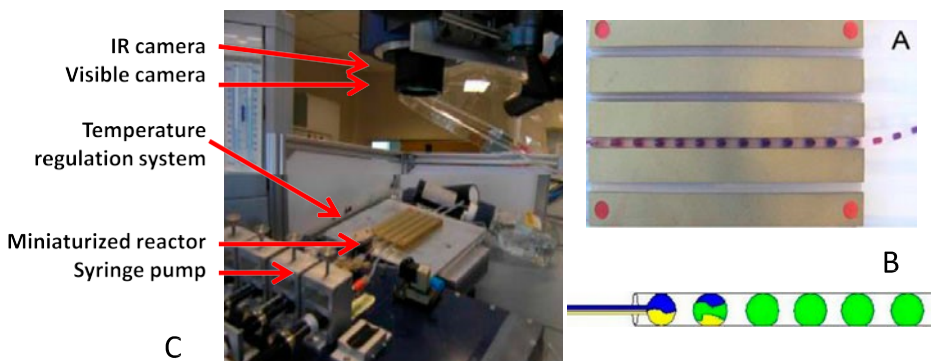 IR camera
Visible camera
Temperature
regulation system
Miniaturized reactor
Syringe pump
C
A
B